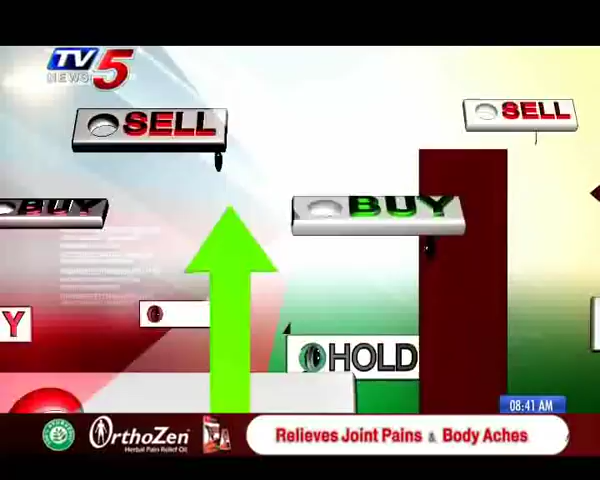 TV5
NEWS
SELL
SELL
BUY
BUY
Y
HOLD
08:41 AM
OrthoZen
Herbal Pain Relief Oil
Relieves Joint Pains & Body Aches